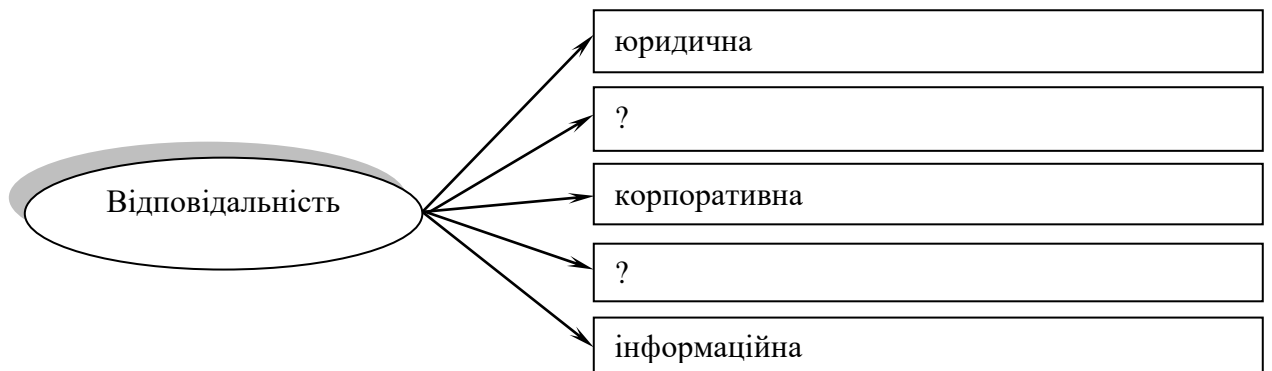 юридична
?
Відповідальність
корпоративна
?
інформаційна